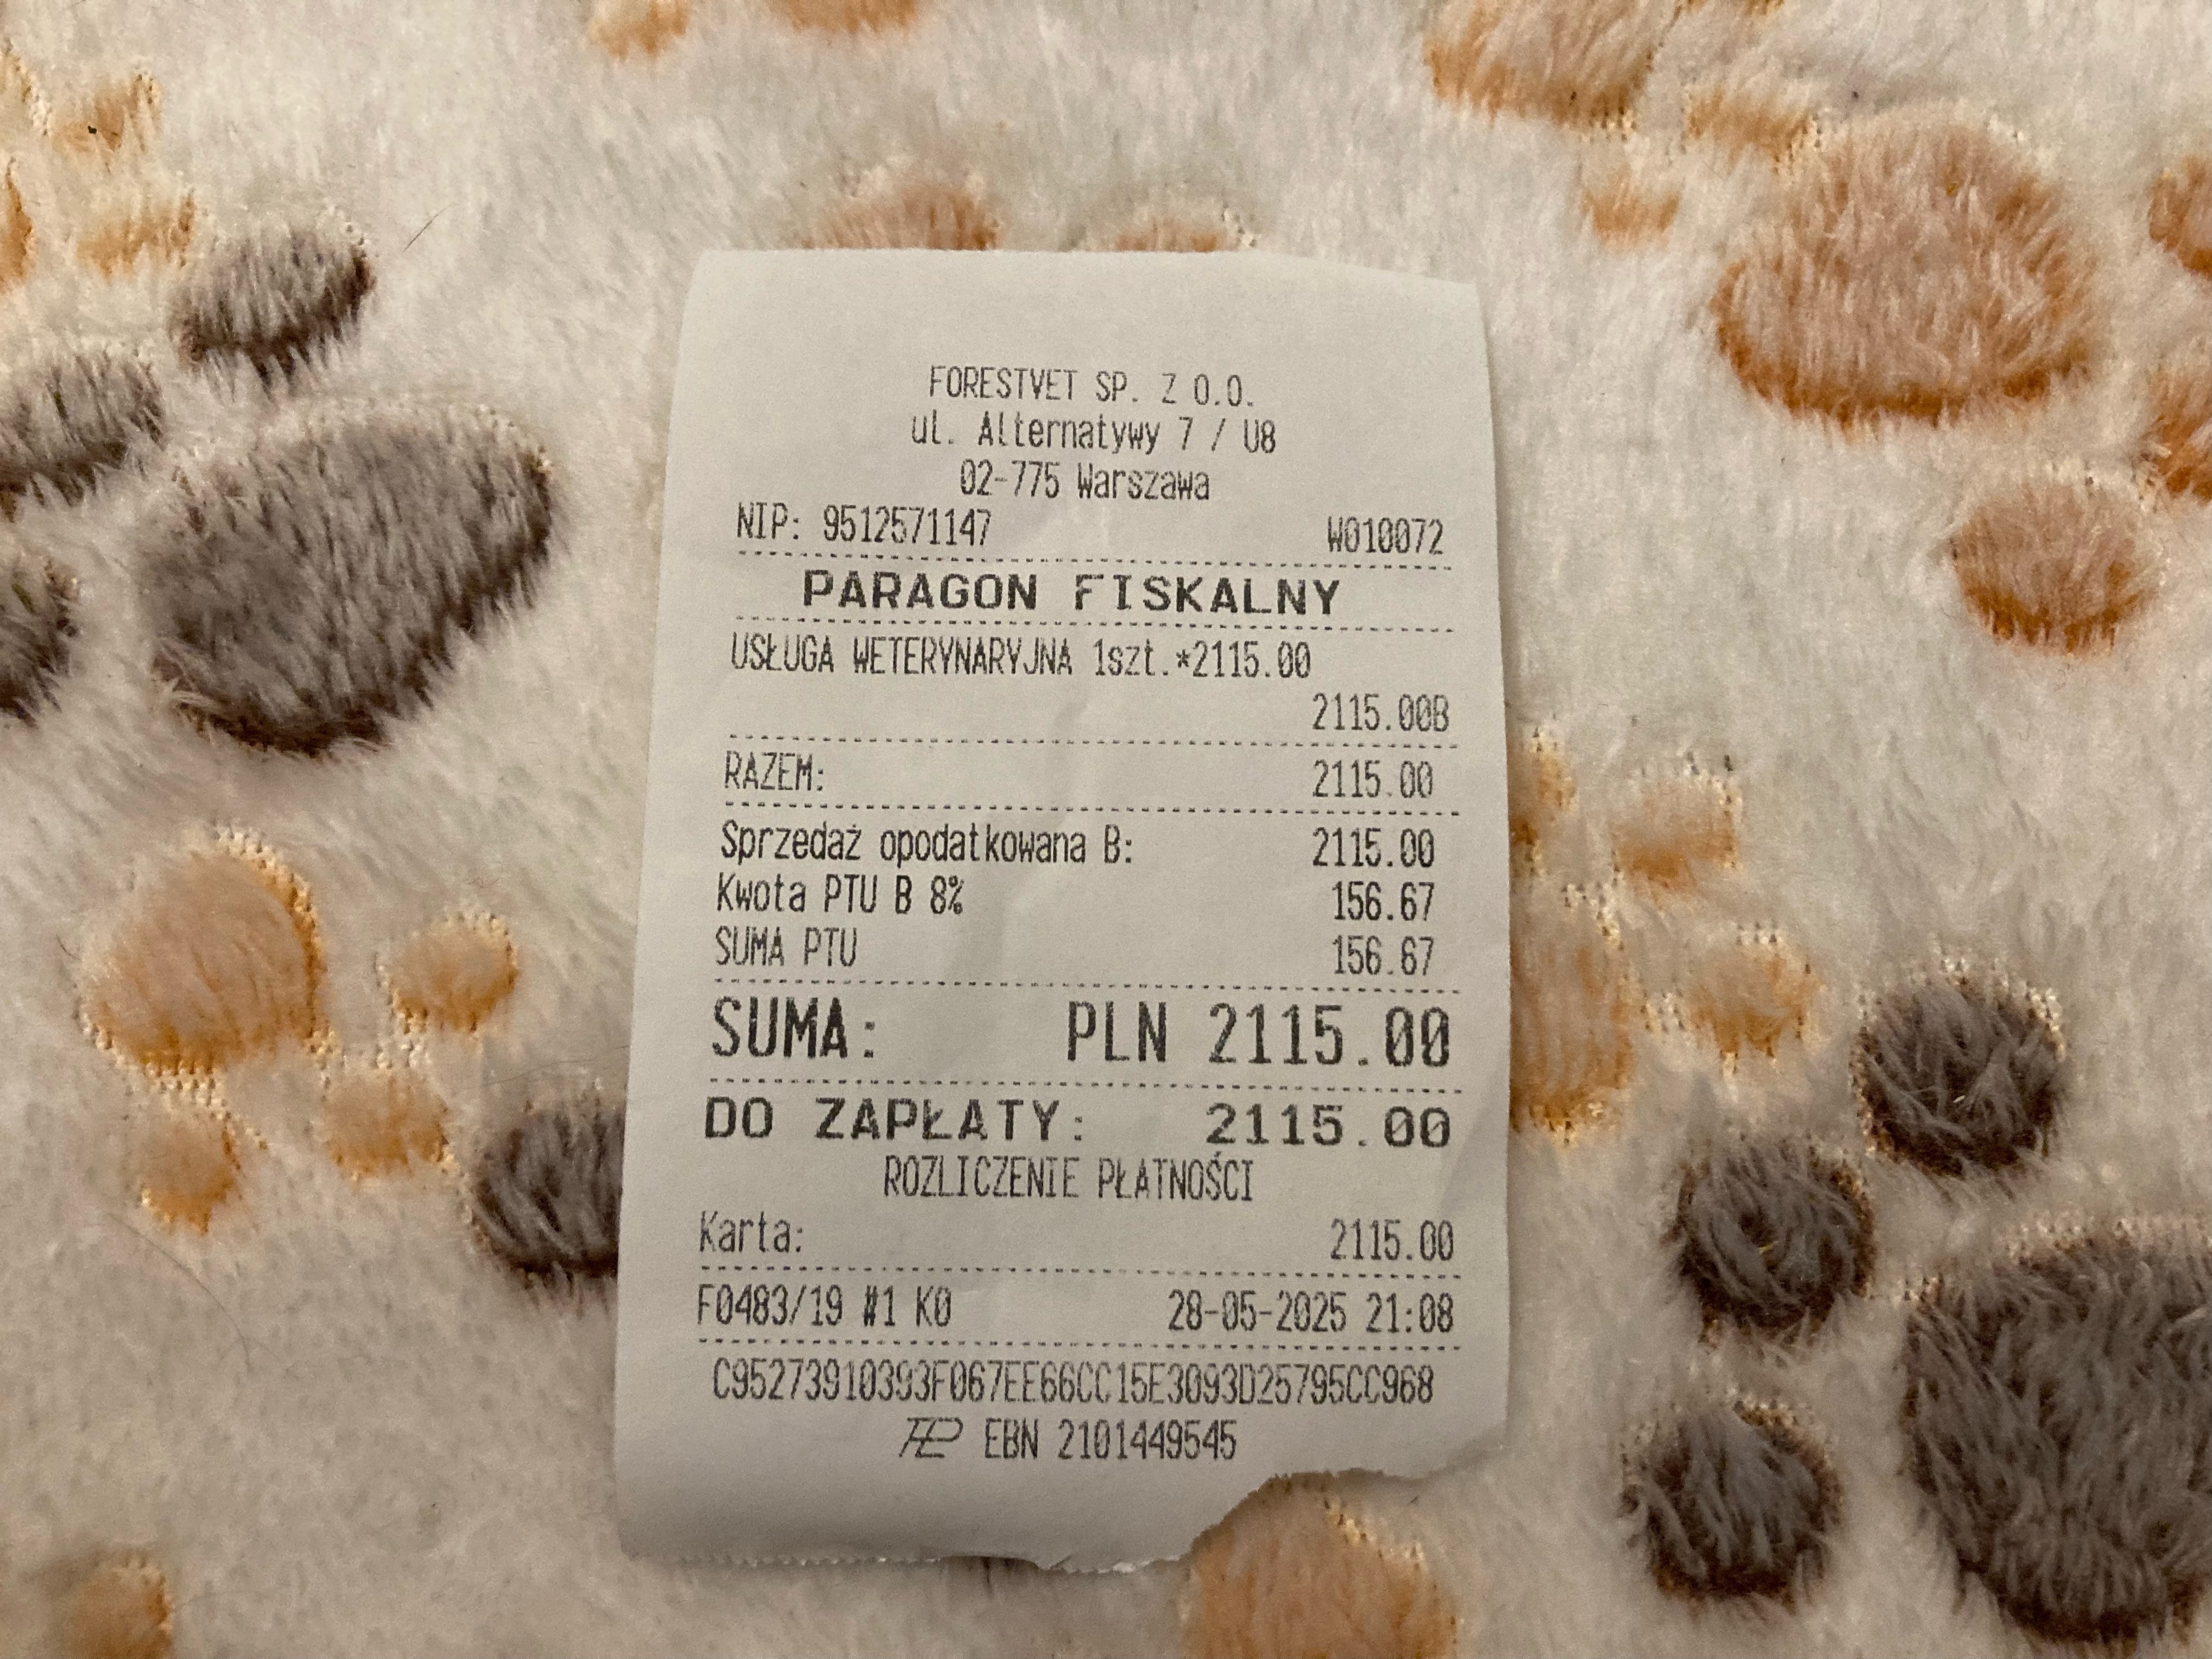 FORESTVET SP. Z O.O.
ul. Alternatywy 7 / U8
02-775 Warszawa
NIP: 9512571147 W010072
PARAGON FISKALNY
USŁUGA WETERYNARYJNA 1szt.*2115.00
2115.00B
RAZEM: 2115.00
Sprzedaż opodatkowana B: 2115.00
Kwota PTU B 8% 156.67
SUMA PTU 156.67
SUMA: PLN 2115.00
DO ZAPŁATY: 2115.00
ROZLICZENIE PŁATNOŚCI
Karta: 2115.00
F0483/19 #1 K0 28-05-2025 21:08
C95273910393F067EE66CC15E3093D25795CC968
EBN 2101449545